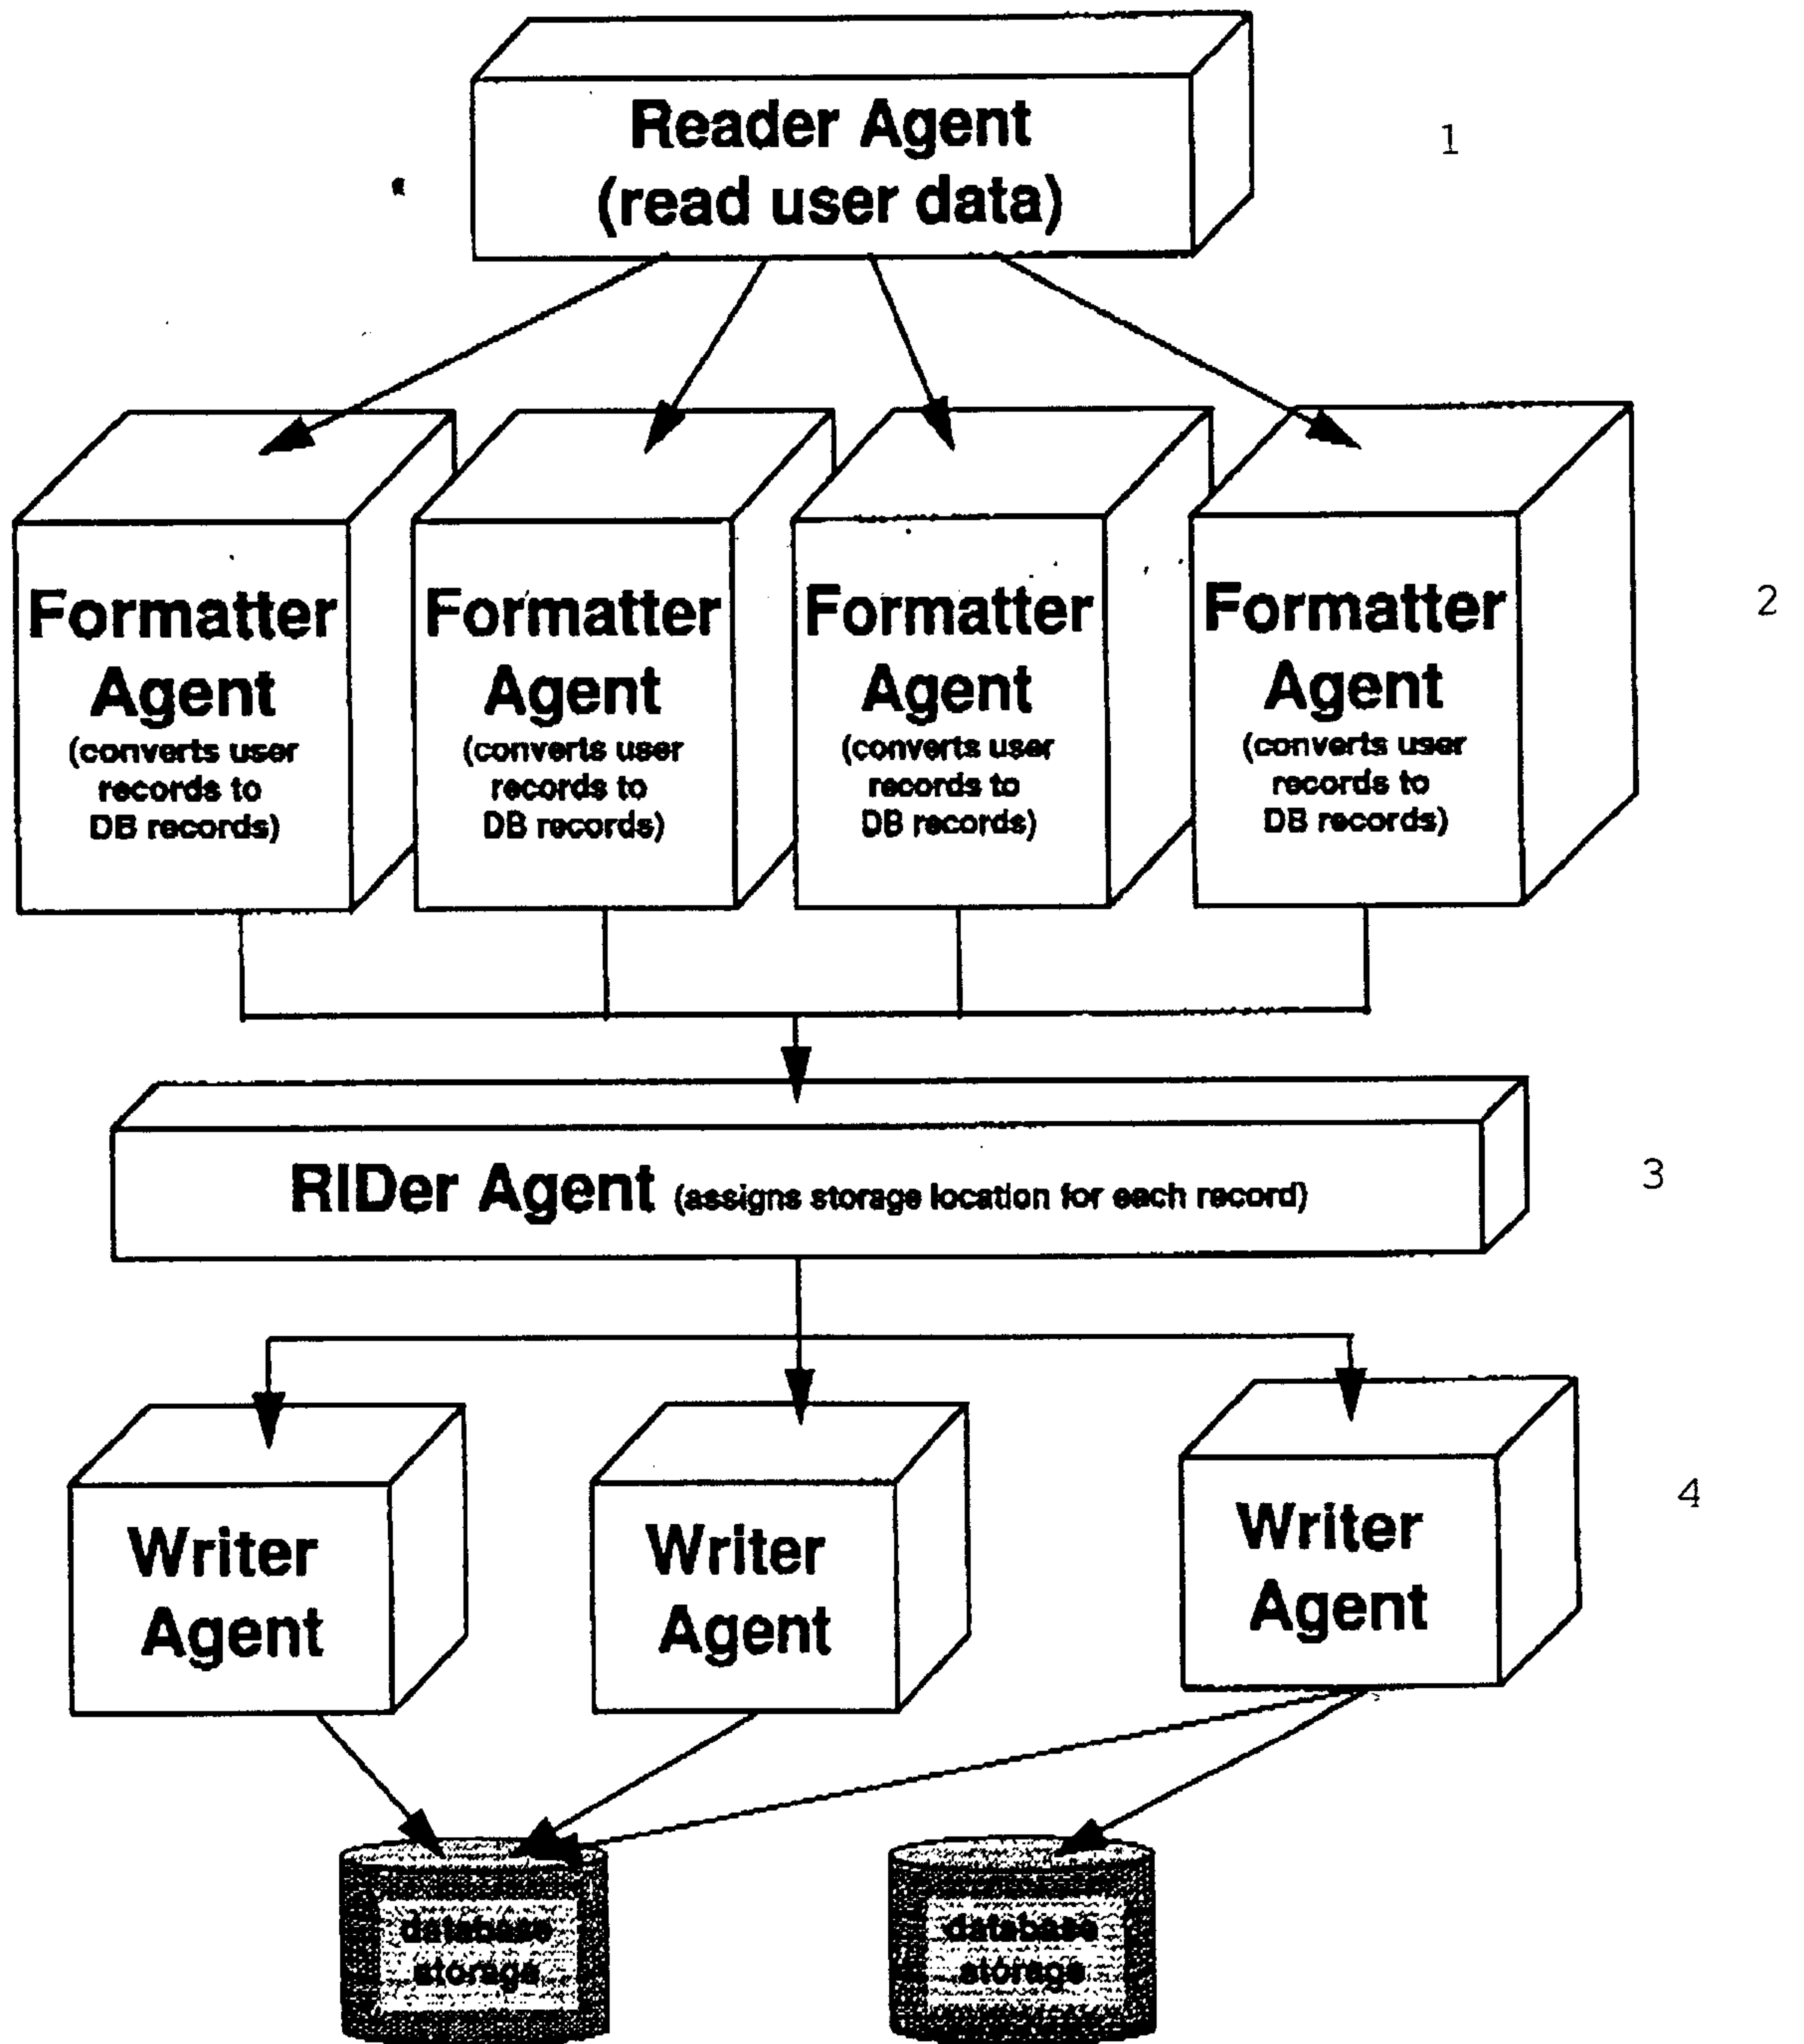 Reader Agent
(read user data)
1
Formatter
Agent
(converts user
records to
DB records)
Formatter
Agent
(converts user
records to
DB records)
Formatter
Agent
(converts user
records to
DB records)
Formatter
Agent
(converts user
records to
DB records)
2
RIDer Agent (assigns storage location for each record)
3
Writer
Agent
Writer
Agent
Writer
Agent
4
database
storage
database
storage